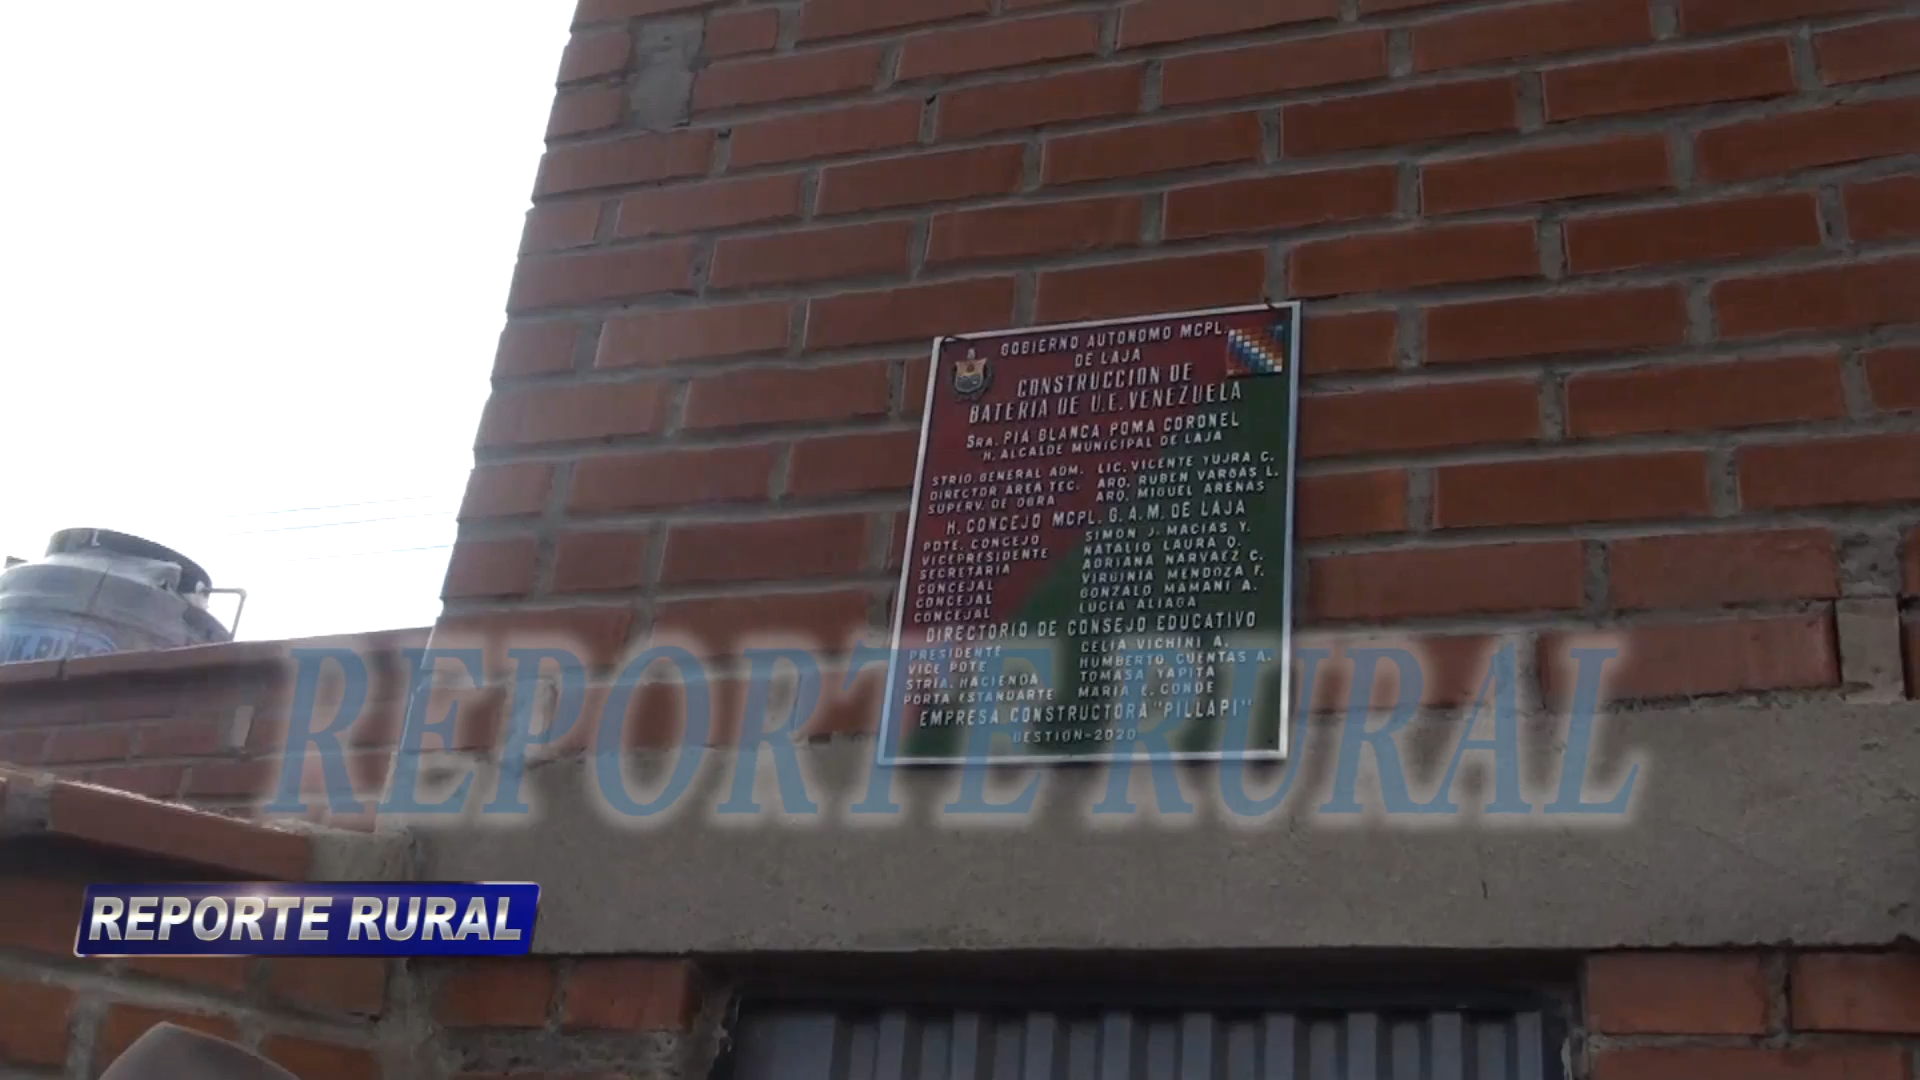 GOBIERNO AUTONOMO MCPL.
DE LAJA
CONSTRUCCION DE
BATERIA DE U.E. VENEZUELA
SRA. PIA BLANCA POMA CORONEL
H. ALCALDE MUNICIPAL DE LAJA
STRIO. GENERAL ADM. LIC. VICENTE YUJRA C.
DIRECTOR AREA TEC. ARQ. RUBEN VARGAS L.
SUPERV. DE OBRA ARQ. MIGUEL ARENAS
H. CONCEJO MCPL. G.A.M. DE LAJA
PDTE. CONCEJO SIMON J. MACIAS Y.
VICEPRESIDENTE NATALIO LAURA Q.
SECRETARIA ADRIANA NARVAEZ C.
CONCEJAL VIRGINIA MENDOZA F.
CONCEJAL GONZALO MAMANI A.
CONCEJAL LUCIA ALIAGA
DIRECTORIO DE CONSEJO EDUCATIVO
PRESIDENTE CELIA VICHINI A.
VICE PDTE HUMBERTO CUENTAS A.
STRIA. HACIENDA TOMASA YAPITA
PORTA ESTANDARTE MARIA E. CONDE
EMPRESA CONSTRUCTORA "PILLAPI"
GESTION-2020
REPORTE RURAL
REPORTE RURAL